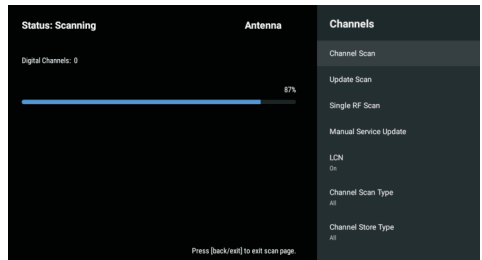 Status: Scanning
Antenna
Digital Channels: 0
87%
Press [back/exit] to exit scan page.
Channels
Channel Scan
Update Scan
Single RF Scan
Manual Service Update
LCN
On
Channel Scan Type
All
Channel Store Type
All